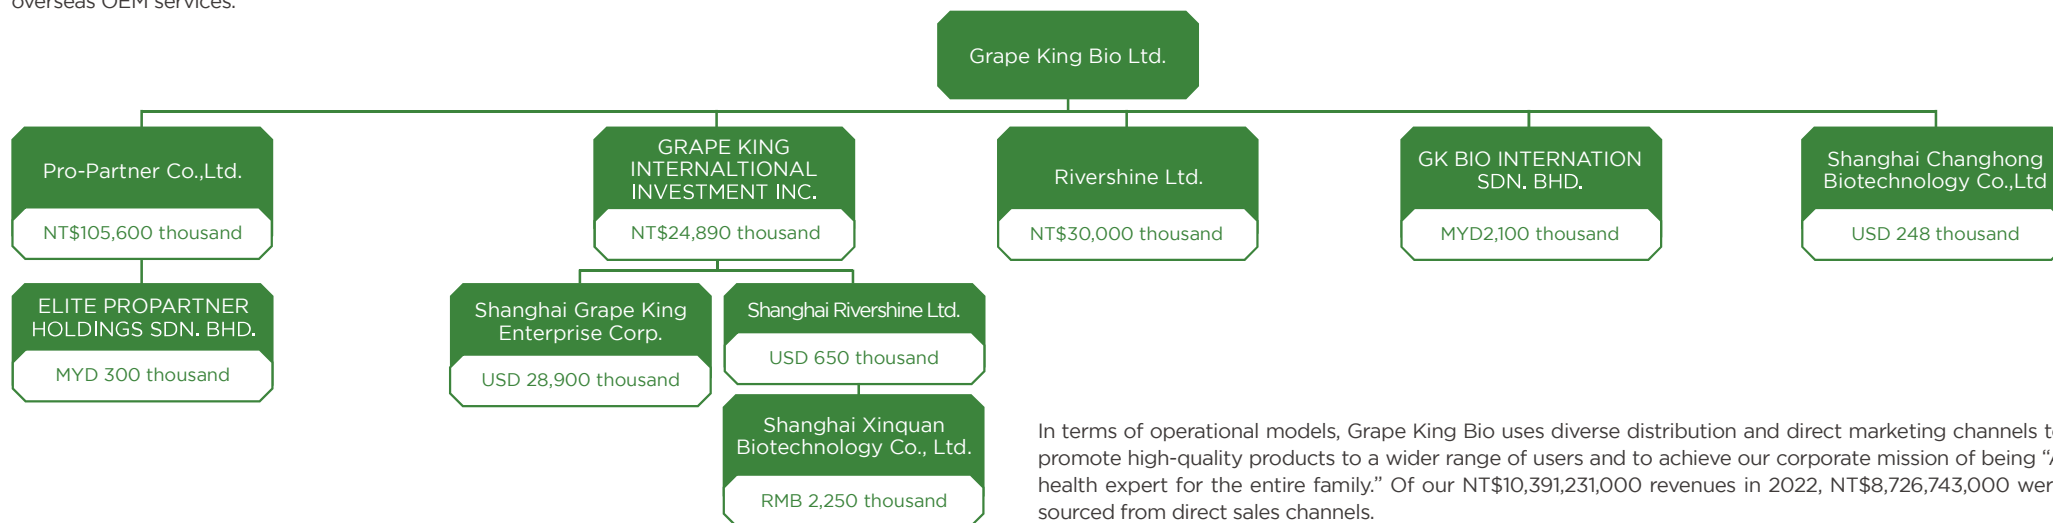 overseas OEM services.
Grape King Bio Ltd.
Pro-Partner Co.,Ltd.
NT$105,600 thousand
GRAPE KING
INTERNALTIONAL
INVESTMENT INC.
NT$24,890 thousand
Rivershine Ltd.
NT$30,000 thousand
GK BIO INTERNATION
SDN. BHD.
MYD2,100 thousand
Shanghai Changhong
Biotechnology Co.,Ltd
USD 248 thousand
ELITE PROPARTNER
HOLDINGS SDN. BHD.
MYD 300 thousand
Shanghai Grape King
Enterprise Corp.
USD 28,900 thousand
Shanghai Rivershine Ltd.
USD 650 thousand
Shanghai Xinquan
Biotechnology Co., Ltd.
RMB 2,250 thousand
In terms of operational models, Grape King Bio uses diverse distribution and direct marketing channels to
promote high-quality products to a wider range of users and to achieve our corporate mission of being “A
health expert for the entire family.” Of our NT$10,391,231,000 revenues in 2022, NT$8,726,743,000 wer
sourced from direct sales channels.